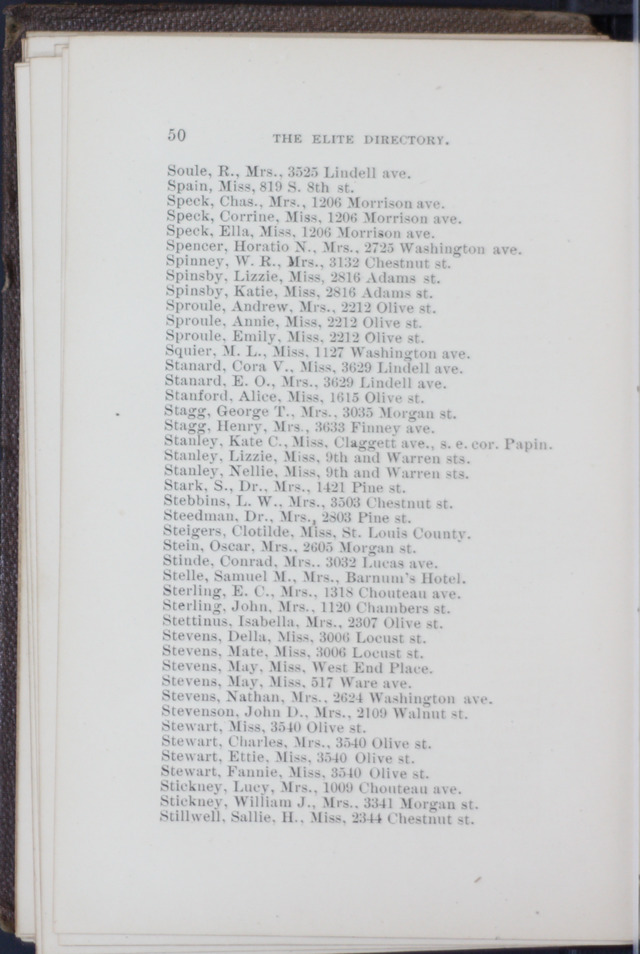 50
THE ELITE DIRECTORY.
Soule, R., Mrs., 3525 Lindell ave.
Spain, Miss, 819 S. 8th st.
Speck, Chas., Mrs., 1206 Morrison ave.
Speck, Corrine, Miss, 1206 Morrison ave.
Speck, Ella, Miss, 1206 Morrison ave.
Spencer, Horatio N., Mrs., 2725 Washington ave.
Spinney, W. R., Mrs., 3132 Chestnut st.
Spinsby, Lizzie, Miss, 2816 Adams st.
Spinsby, Katie, Miss, 2816 Adams st.
Sproule, Andrew, Mrs., 2212 Olive st.
Sproule, Annie, Miss, 2212 Olive st.
Sproule, Emily, Miss, 2212 Olive st.
Squier, M. L., Miss, 1127 Washington ave.
Stanard, Cora V., Miss, 3629 Lindell ave.
Stanard, E. O., Mrs., 3629 Lindell ave.
Stanford, Alice, Miss, 1615 Olive st.
Stagg, George T., Mrs., 3035 Morgan st.
Stagg, Henry, Mrs., 3633 Finney ave.
Stanley, Kate C., Miss, Claggett ave., s. e. cor. Papin.
Stanley, Lizzie, Miss, 9th and Warren sts.
Stanley, Nellie, Miss, 9th and Warren sts.
Stark, S., Dr., Mrs., 1421 Pine st.
Stebbins, L. W., Mrs., 3503 Chestnut st.
Steedman, Dr., Mrs., 2803 Pine st.
Steigers, Clotilde, Miss, St. Louis County.
Stein, Oscar, Mrs., 2605 Morgan st.
Stinde, Conrad, Mrs., 3032 Lucas ave.
Stelle, Samuel M., Mrs., Barnum's Hotel.
Sterling, E. C., Mrs., 1318 Chouteau ave.
Sterling, John, Mrs., 1120 Chambers st.
Stettinus, Isabella, Mrs., 2307 Olive st.
Stevens, Della, Miss, 3006 Locust st.
Stevens, Mate, Miss, 3006 Locust st.
Stevens, May, Miss, West End Place.
Stevens, May, Miss, 517 Ware ave.
Stevens, Nathan, Mrs., 2624 Washington ave.
Stevenson, John D., Mrs., 2109 Walnut st.
Stewart, Miss, 3540 Olive st.
Stewart, Charles, Mrs., 3540 Olive st.
Stewart, Ettie, Miss, 3540 Olive st.
Stewart, Fannie, Miss, 3540 Olive st.
Stickney, Lucy, Mrs., 1009 Chouteau ave.
Stickney, William J., Mrs., 3341 Morgan st.
Stillwell, Sallie. H., Miss, 2344 Chestnut st.